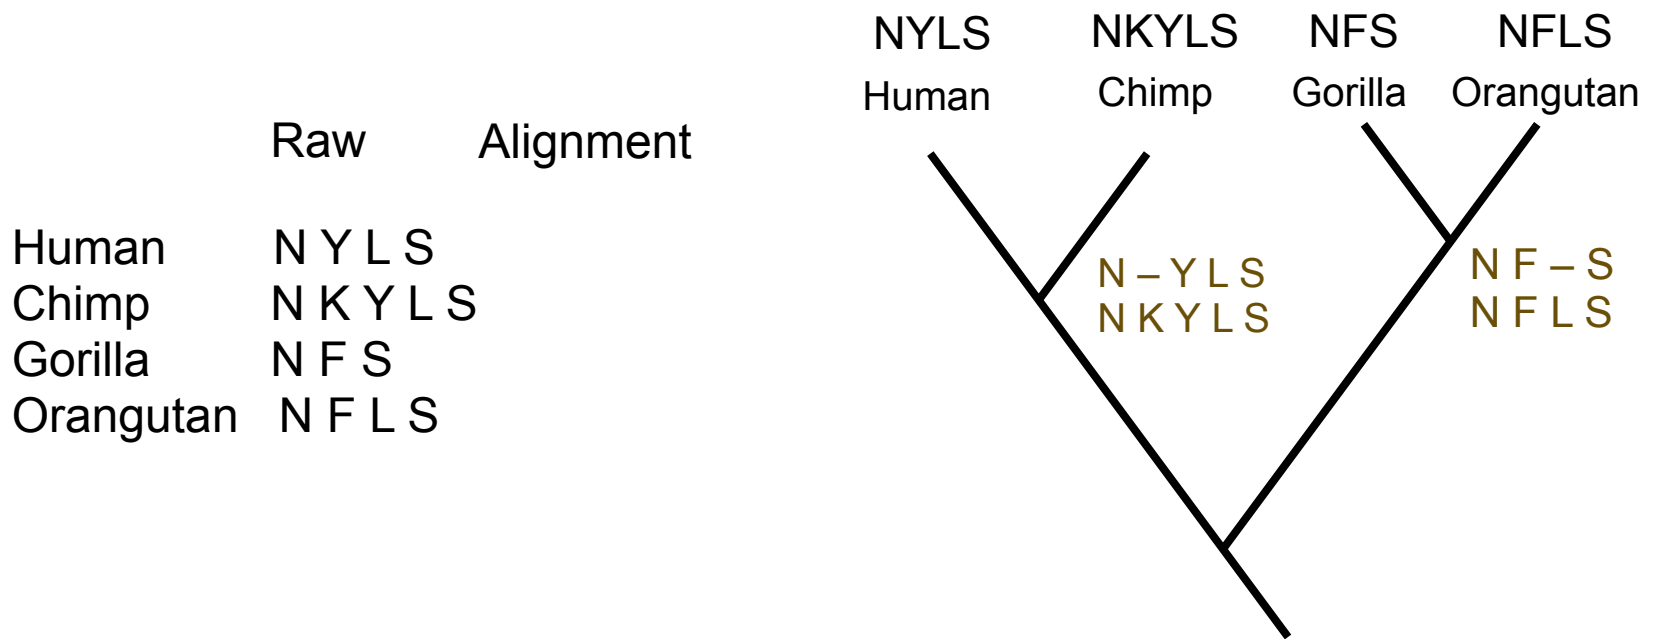 NYLS NKYLS NFS NFLS
Human Chimp Gorilla Orangutan
Raw Alignment
Human N Y L S
Chimp N K Y L S
Gorilla N F S
Orangutan N F L S
N – Y L S
N K Y L S
N F – S
N F L S